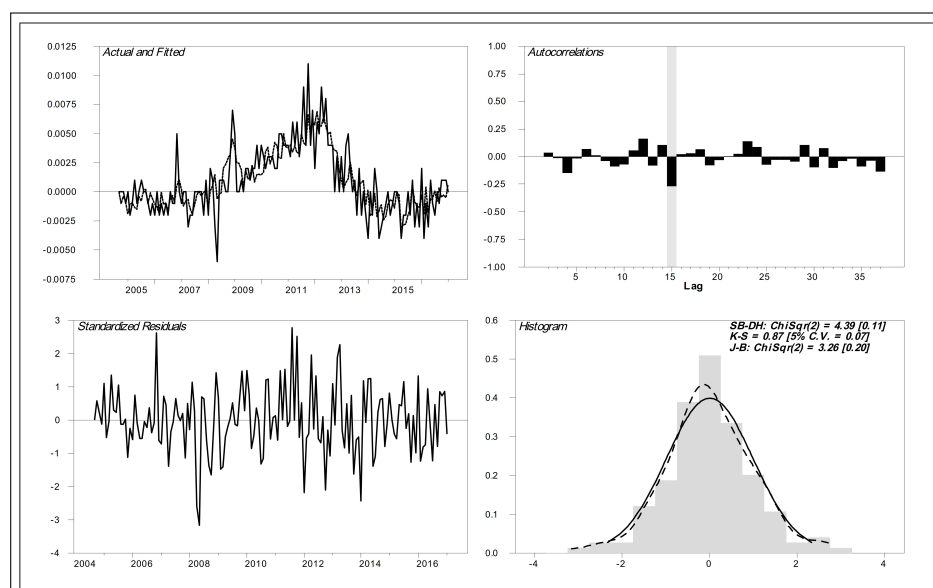 Actual and Fitted
0.0125
0.0100
0.0075
0.0050
0.0025
0.0000
-0.0025
-0.0050
-0.0075
2005 2007 2009 2011 2013 2015
Autocorrelations
1.00
0.75
0.50
0.25
0.00
-0.25
-0.50
-0.75
-1.00
5 10 15 20 25 30 35
Lag
Standardized Residuals
3
2
1
0
-1
-2
-3
-4
2004 2006 2008 2010 2012 2014 2016
Histogram
SB-DH: ChiSqr(2) = 4.39 [0.11]
K-S = 0.87 [5% C.V. = 0.07]
J-B: ChiSqr(2) = 3.26 [0.20]
0.6
0.5
0.4
0.3
0.2
0.1
0.0
-4 -2 0 2 4